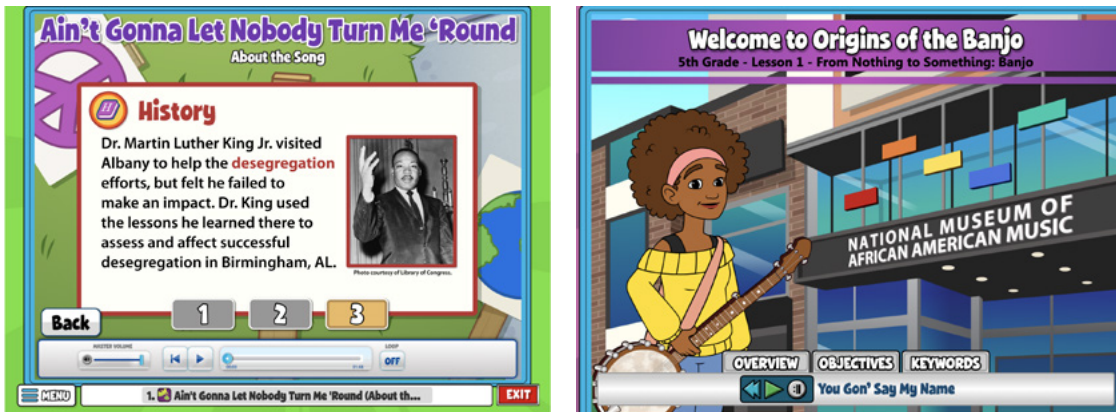 Ain't Gonna Let Nobody Turn Me 'Round
About the Song
History
Dr. Martin Luther King Jr. visited
Albany to help the desegregation
efforts, but felt he failed to
make an impact. Dr. King used
the lessons he learned there to
assess and affect successful
desegregation in Birmingham, AL.
Photo courtesy of Library of Congress.
1
2
3
Back
MASTER VOLUME
LOOP
OFF
MENU
1. Ain't Gonna Let Nobody Turn Me 'Round (About th...
EXIT
Welcome to Origins of the Banjo
5th Grade - Lesson 1 - From Nothing to Something: Banjo
NATIONAL MUSEUM OF
AFRICAN AMERICAN MUSIC
OVERVIEW
OBJECTIVES
KEYWORDS
You Gon' Say My Name